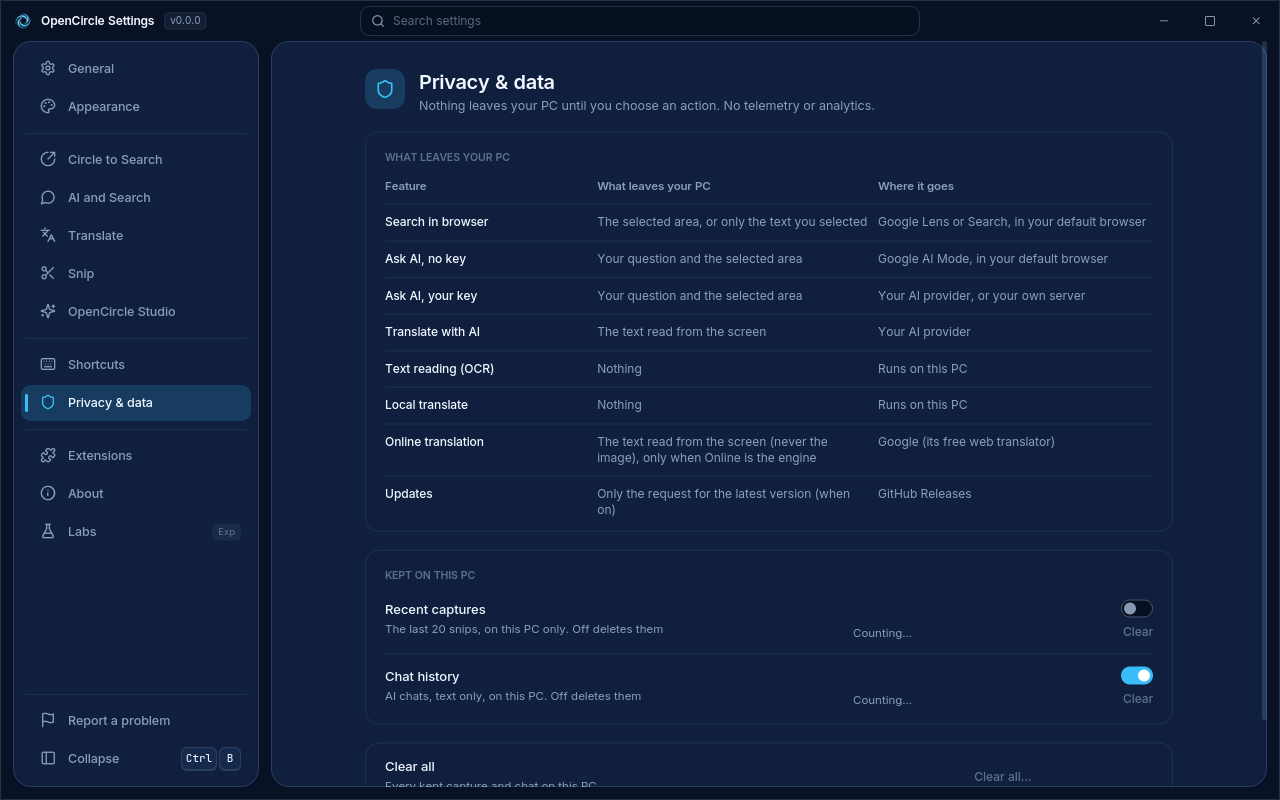 OpenCircle Settings v0.0.0
Search settings
General
Appearance
Circle to Search
AI and Search
Translate
Snip
OpenCircle Studio
Shortcuts
Privacy & data
Extensions
About
Labs Exp
Report a problem
Collapse Ctrl B
Privacy & data
Nothing leaves your PC until you choose an action. No telemetry or analytics.
WHAT LEAVES YOUR PC
Feature What leaves your PC Where it goes
Search in browser The selected area, or only the text you selected Google Lens or Search, in your default browser
Ask AI, no key Your question and the selected area Google AI Mode, in your default browser
Ask AI, your key Your question and the selected area Your AI provider, or your own server
Translate with AI The text read from the screen Your AI provider
Text reading (OCR) Nothing Runs on this PC
Local translate Nothing Runs on this PC
Online translation The text read from the screen (never the Google (its free web translator)
image), only when Online is the engine
Updates Only the request for the latest version (when GitHub Releases
on)
KEPT ON THIS PC
Recent captures
The last 20 snips, on this PC only. Off deletes them Counting... Clear
Chat history
AI chats, text only, on this PC. Off deletes them Counting... Clear
Clear all
Every kept capture and chat on this PC Clear all...